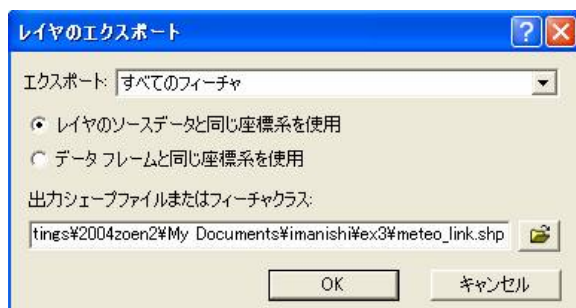 レイヤのエクスポート
エクスポート: すべてのフィーチャ
レイヤのソースデータと同じ座標系を使用
データ フレームと同じ座標系を使用
出力シェープファイルまたはフィーチャクラス:
tings¥2004zoen2¥My Documents¥imanishi¥ex3¥meteo_link.shp
OK キャンセル